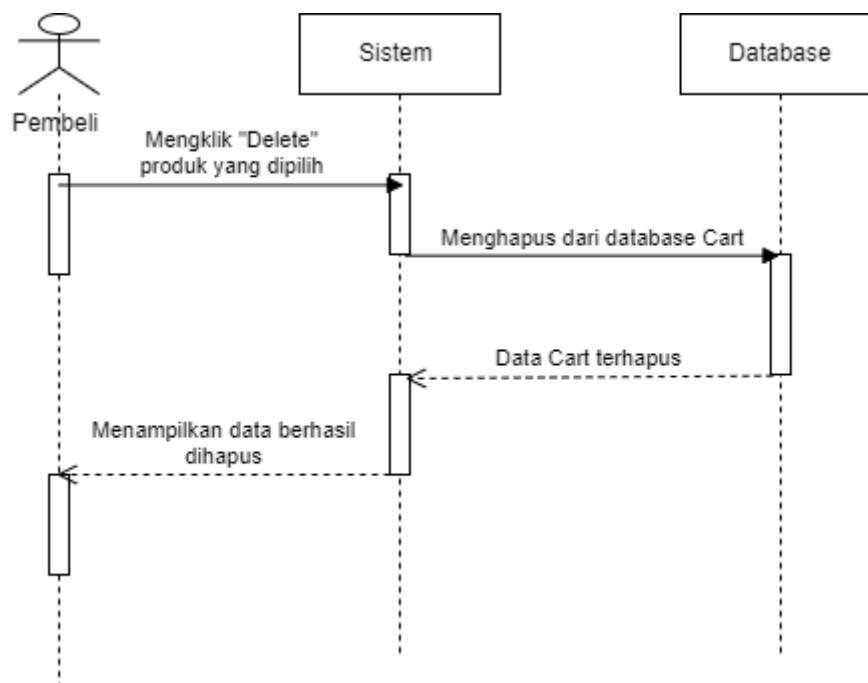 Sistem
Database
Pembeli
Mengklik "Delete"
produk yang dipilih
Menghapus dari database Cart
Data Cart terhapus
Menampilkan data berhasil
dihapus